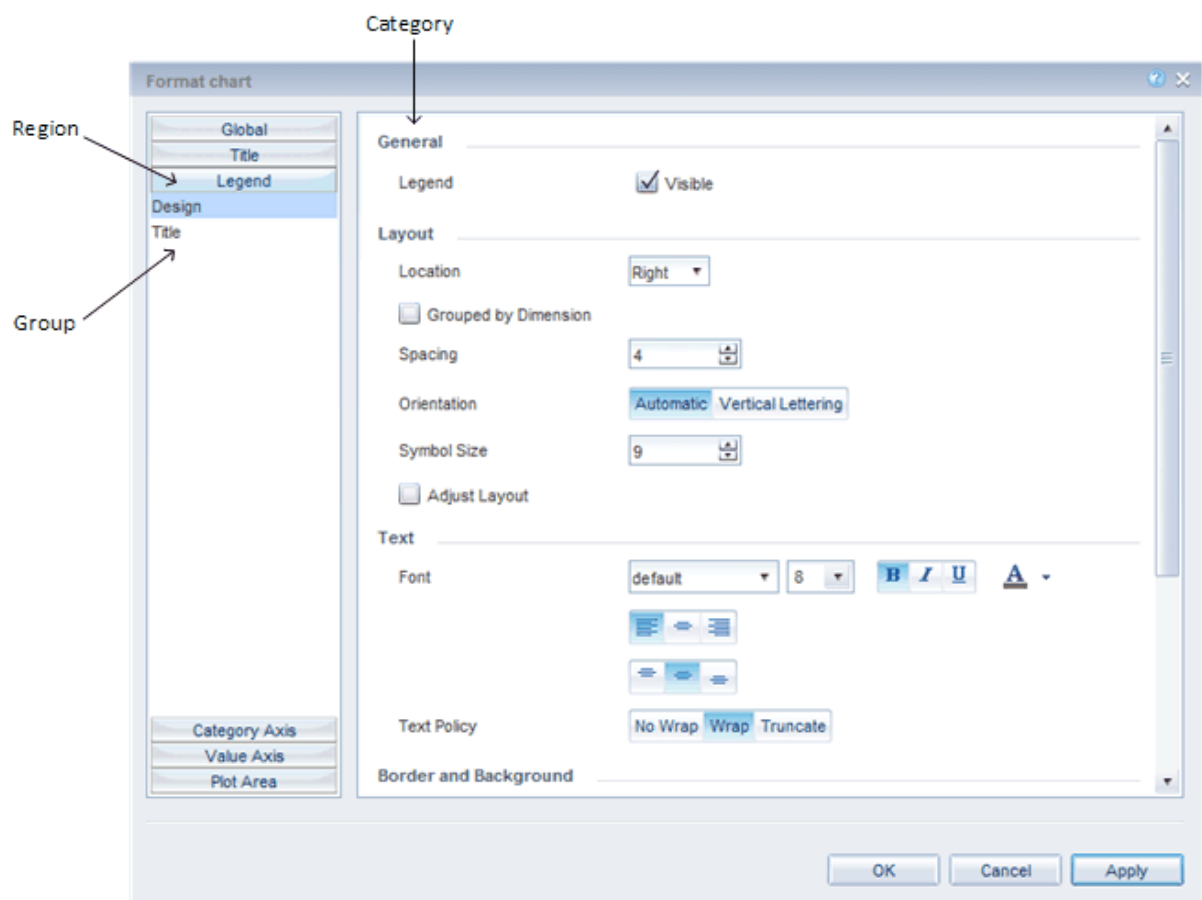 Category
Format chart
Region
Global
Title
Legend
Design
Title
Group
Category Axis
Value Axis
Plot Area
General
Legend Visible
Layout
Location Right
Grouped by Dimension
Spacing 4
Orientation Automatic Vertical Lettering
Symbol Size 9
Adjust Layout
Text
Font default 8 B I U A
Text Policy No Wrap Wrap Truncate
Border and Background
OK Cancel Apply